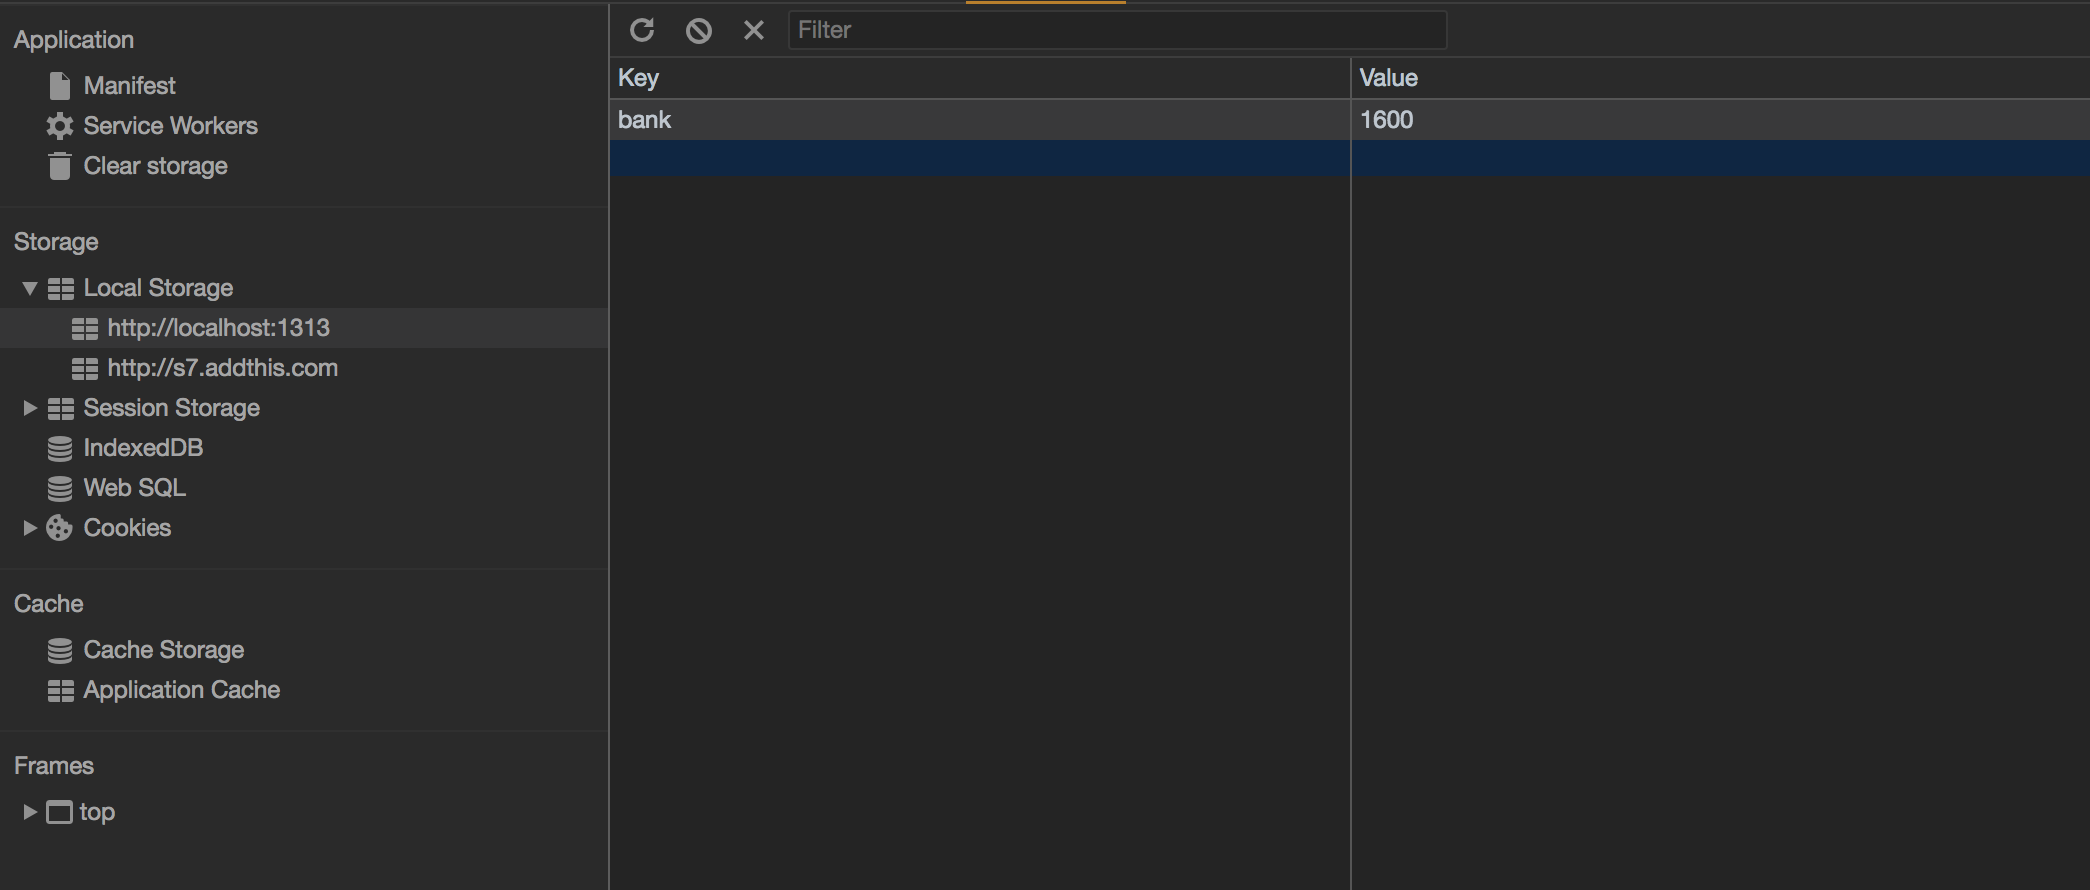 Application
Manifest
Service Workers
Clear storage
Storage
Local Storage
http://localhost:1313
http://s7.addthis.com
Session Storage
IndexedDB
Web SQL
Cookies
Cache
Cache Storage
Application Cache
Frames
top
Filter
Key Value
bank 1600